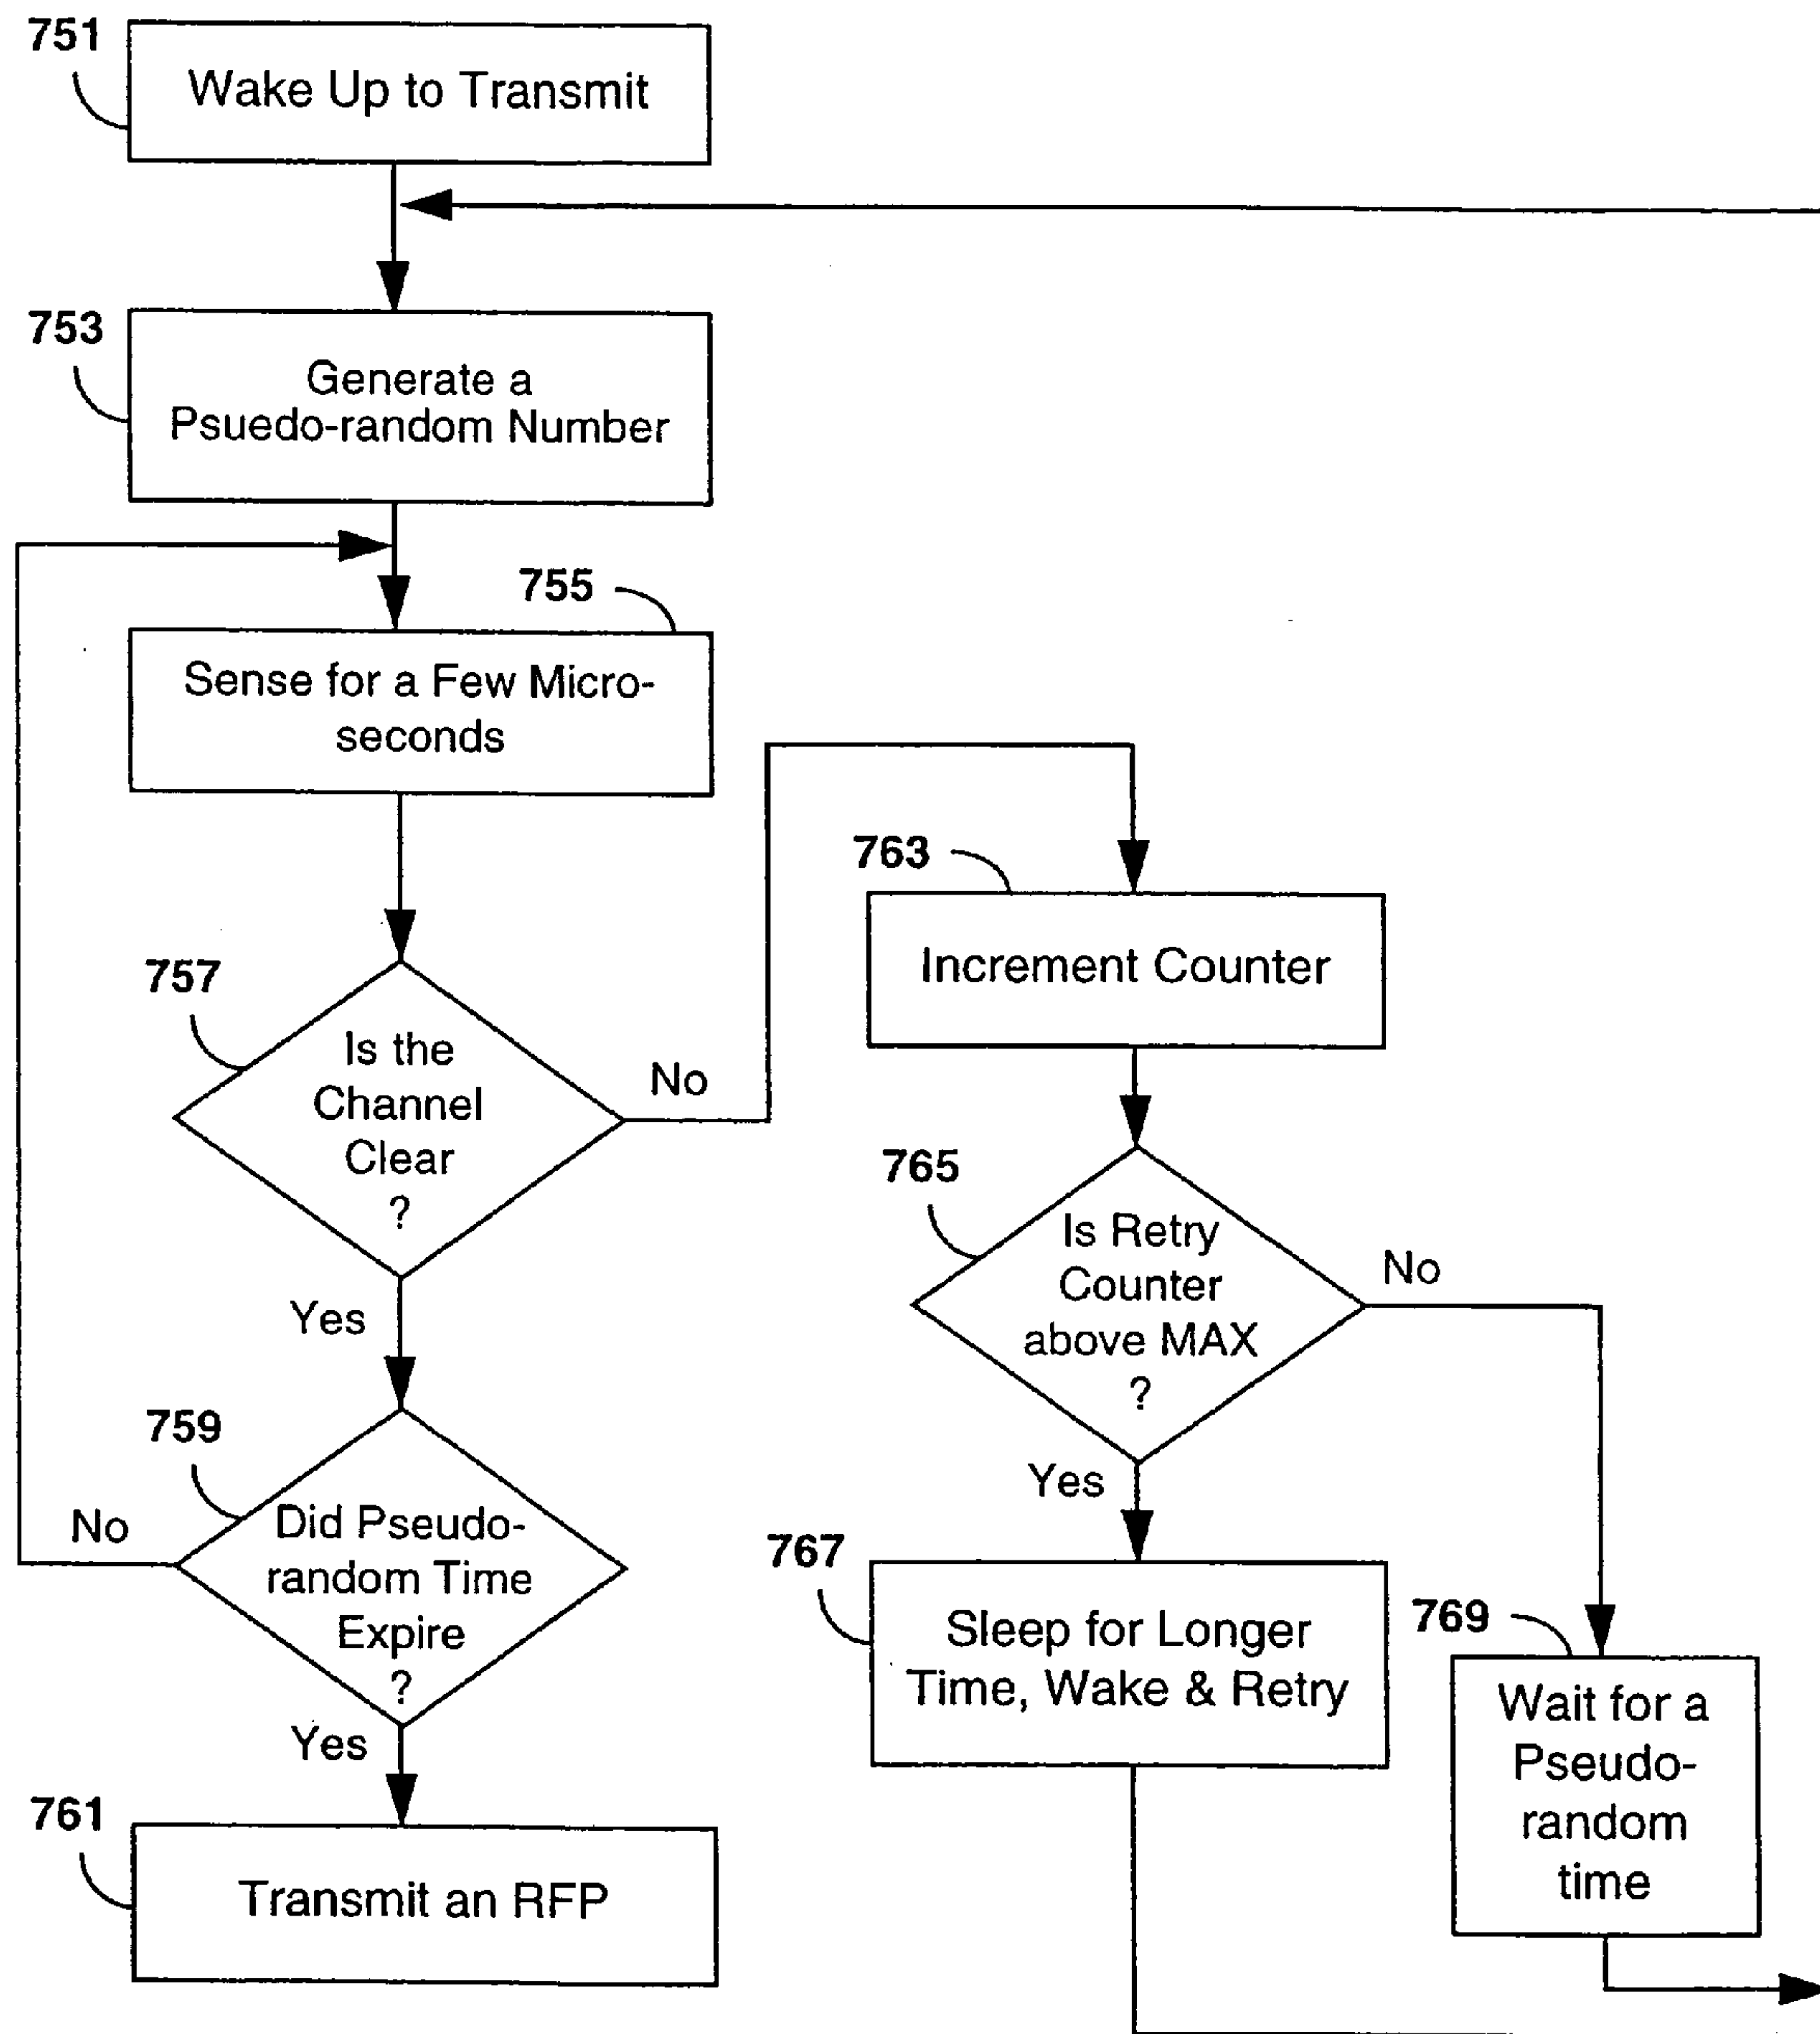 751
Wake Up to Transmit
753
Generate a
Psuedo-random Number
755
Sense for a Few Micro-
seconds
757
Is the
Channel
Clear
?
No
Yes
759
Did Pseudo-
random Time
Expire
?
No
Yes
761
Transmit an RFP
763
Increment Counter
765
Is Retry
Counter
above MAX
?
No
Yes
767
Sleep for Longer
Time, Wake & Retry
769
Wait for a
Pseudo-
random
time